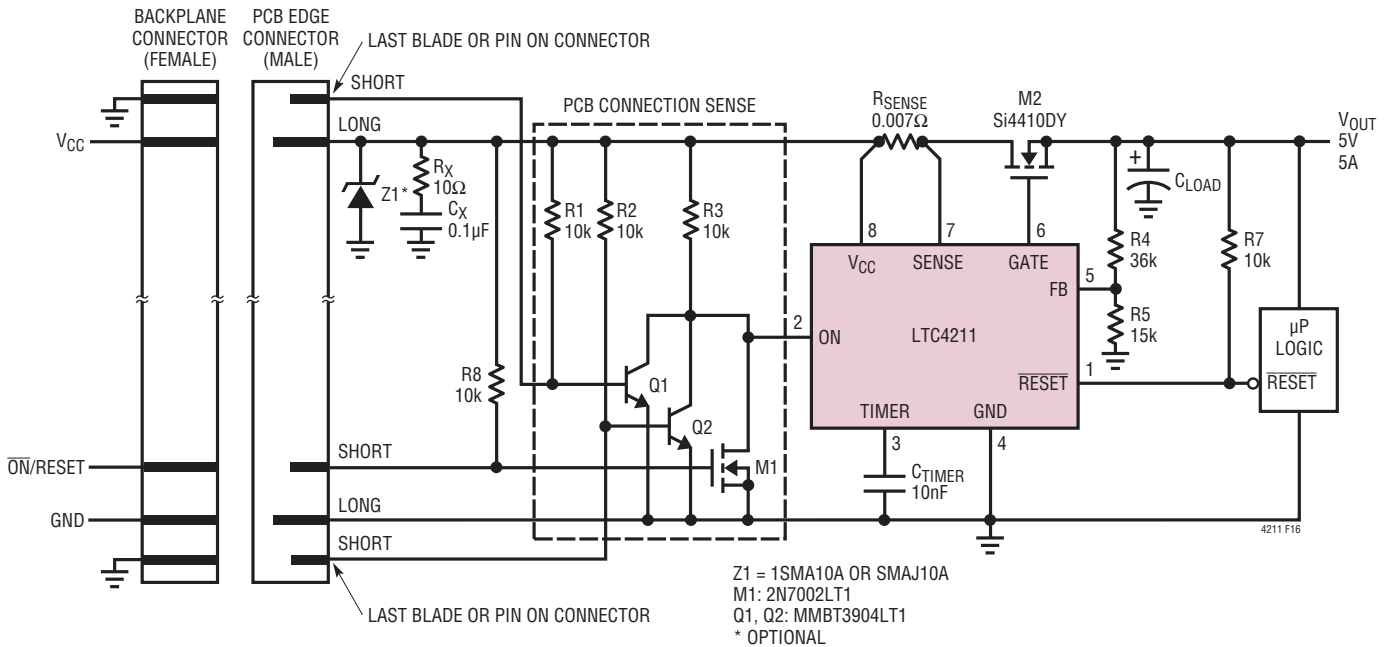 BACKPLANE
CONNECTOR
(FEMALE)
PCB EDGE
CONNECTOR
(MALE)
LAST BLADE OR PIN ON CONNECTOR
SHORT
LONG
VCC
PCB CONNECTION SENSE
RSENSE
0.007Ω
M2
Si4410DY
VOUT
5V
5A
Z1*
RX
10Ω
CX
0.1µF
R1
10k
R2
10k
R3
10k
CLOAD
R4
36k
R7
10k
8
7
6
VCC
SENSE
GATE
FB
5
R5
15k
2
ON
LTC4211
µP
LOGIC
RESET
1
RESET
R8
10k
Q1
Q2
M1
TIMER
GND
3
4
CTIMER
10nF
SHORT
ON/RESET
LONG
GND
SHORT
4211 F16
LAST BLADE OR PIN ON CONNECTOR
Z1 = 1SMA10A OR SMAJ10A
M1: 2N7002LT1
Q1, Q2: MMBT3904LT1
* OPTIONAL